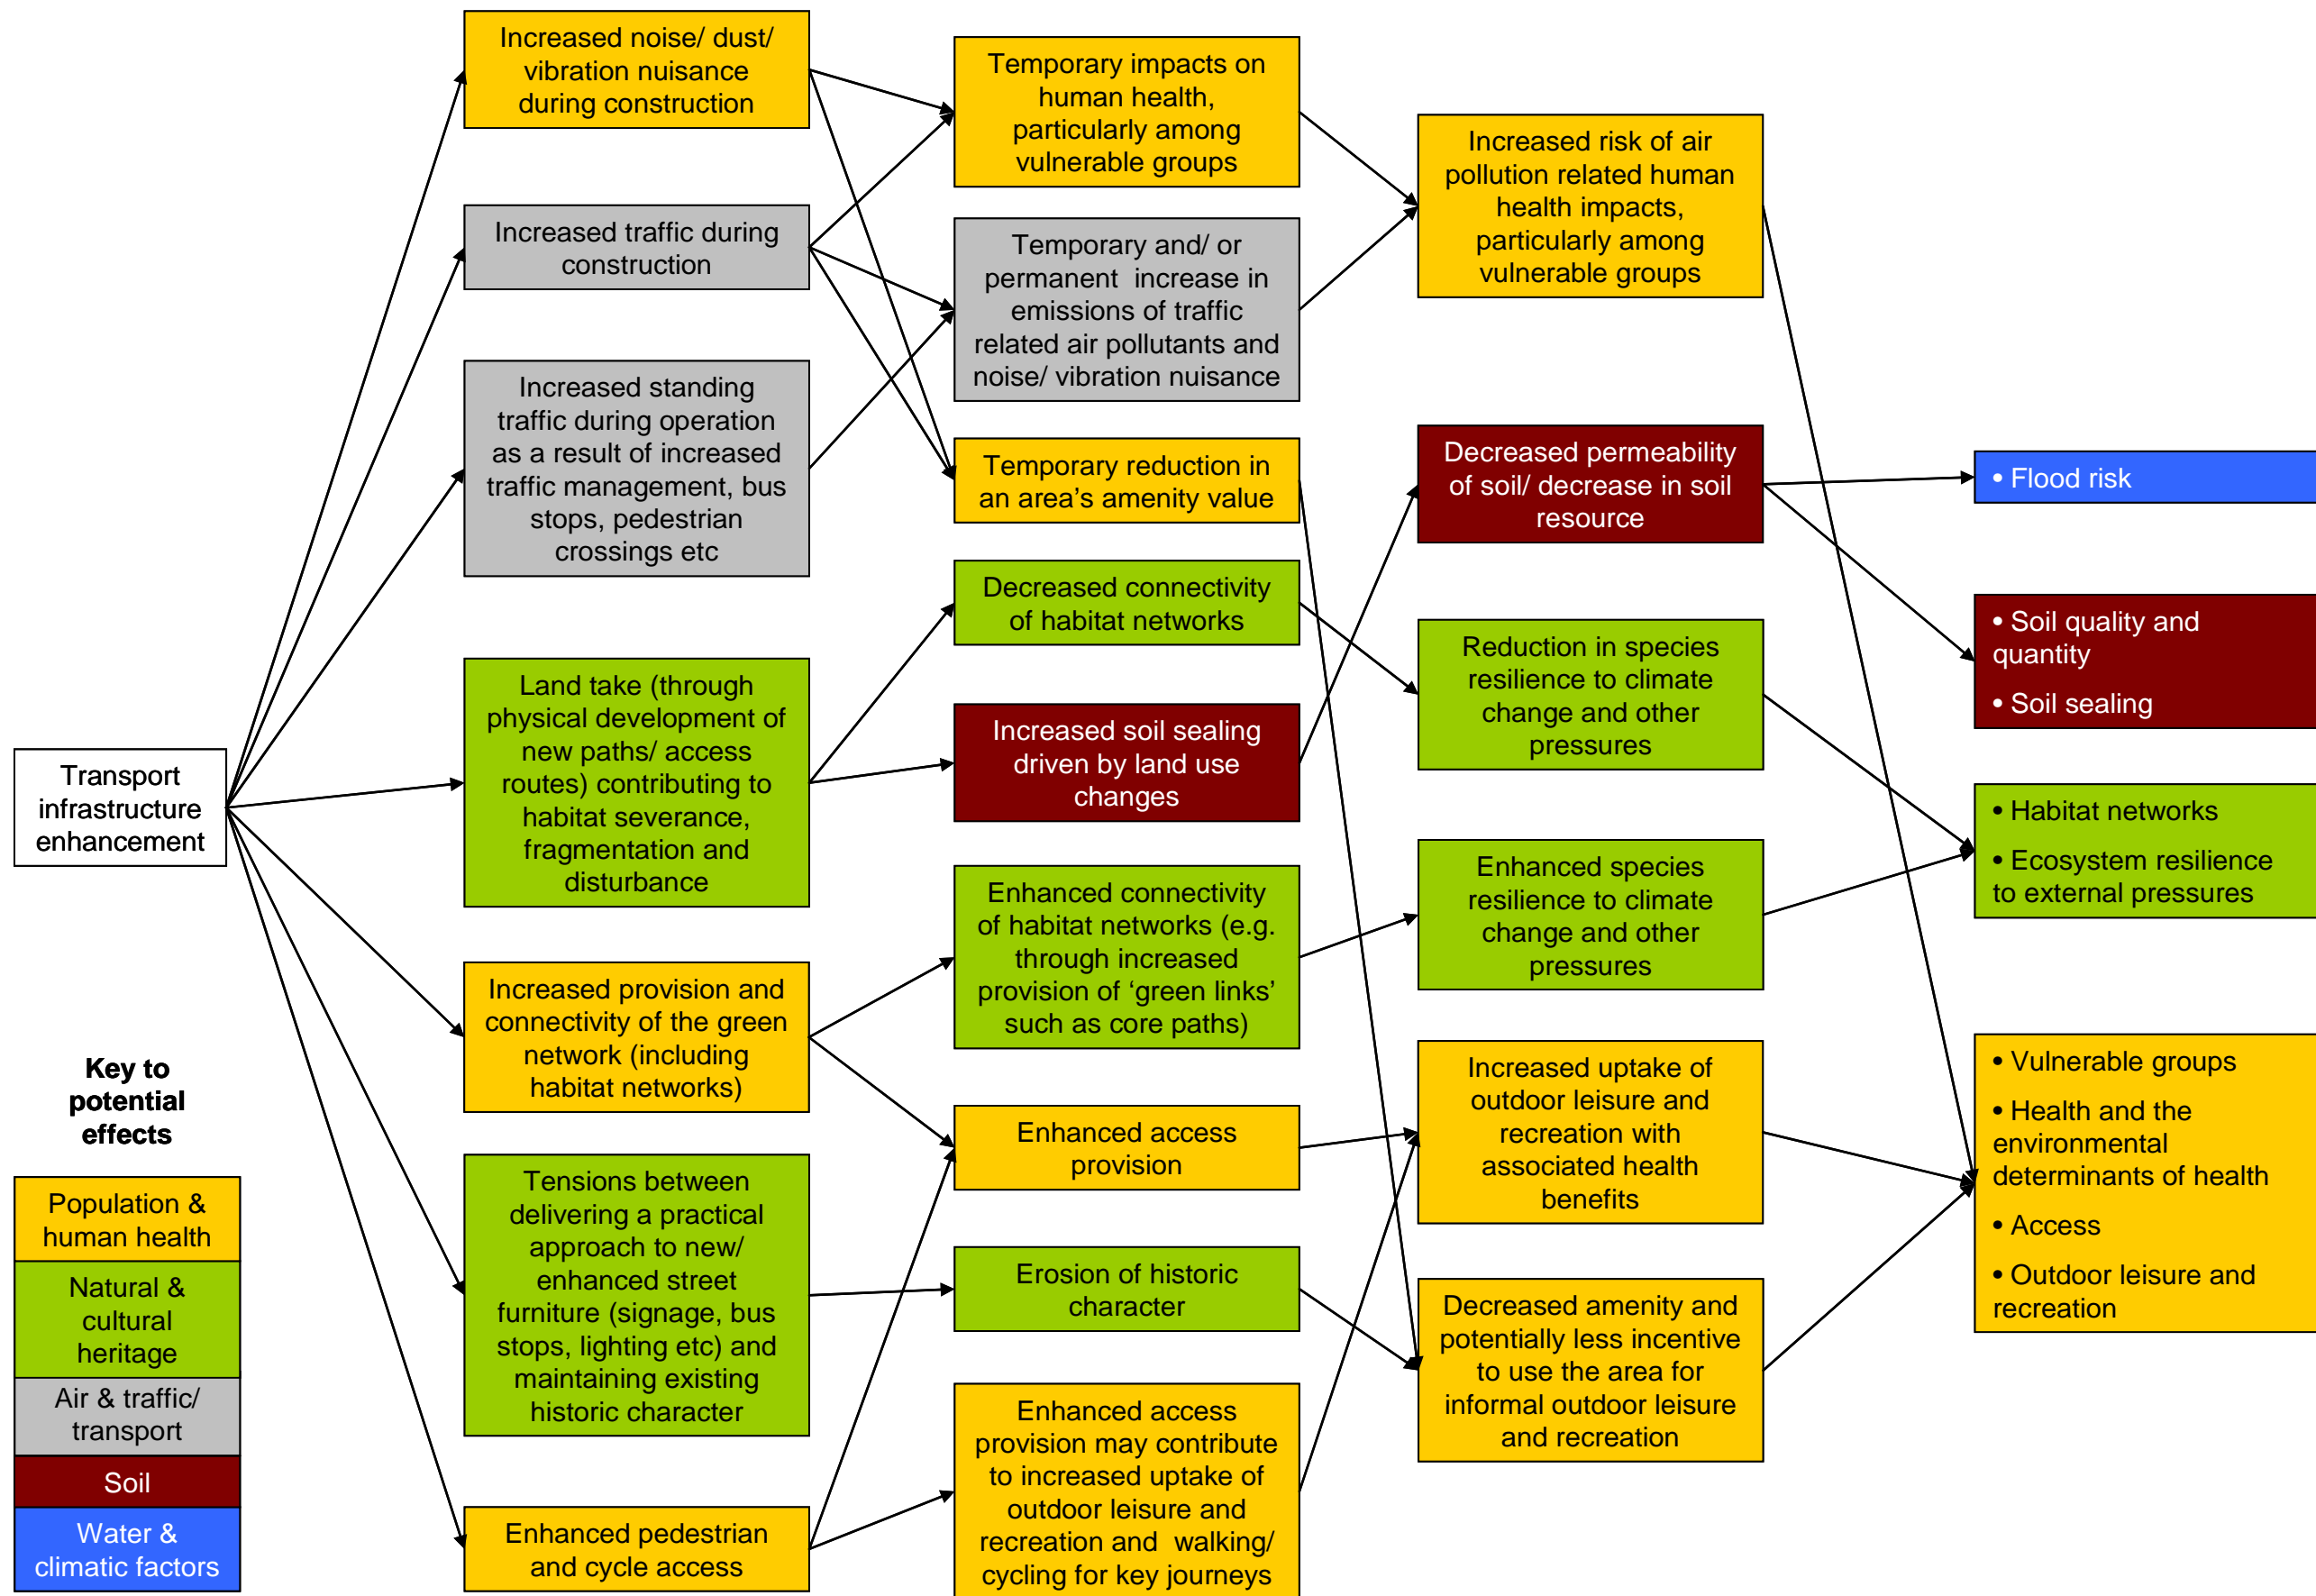 Increased noise/ dust/
vibration nuisance
during construction
Increased traffic during
construction
Increased standing
traffic during operation
as a result of increased
traffic management, bus
stops, pedestrian
crossings etc
Land take (through
physical development of
new paths/ access
routes) contributing to
habitat severance,
fragmentation and
disturbance
Increased provision and
connectivity of the green
network (including
habitat networks)
Tensions between
delivering a practical
approach to new/
enhanced street
furniture (signage, bus
stops, lighting etc) and
maintaining existing
historic character
Enhanced pedestrian
and cycle access
Temporary impacts on
human health,
particularly among
vulnerable groups
Temporary and/ or
permanent increase in
emissions of traffic
related air pollutants and
noise/ vibration nuisance
Temporary reduction in
an area’s amenity value
Decreased connectivity
of habitat networks
Increased soil sealing
driven by land use
changes
Enhanced connectivity
of habitat networks (e.g.
through increased
provision of ‘green links’
such as core paths)
Enhanced access
provision
Erosion of historic
character
Enhanced access
provision may contribute
to increased uptake of
outdoor leisure and
recreation and walking/
cycling for key journeys
Increased risk of air
pollution related human
health impacts,
particularly among
vulnerable groups
Decreased permeability
of soil/ decrease in soil
resource
Reduction in species
resilience to climate
change and other
pressures
Enhanced species
resilience to climate
change and other
pressures
Increased uptake of
outdoor leisure and
recreation with
associated health
benefits
Decreased amenity and
potentially less incentive
to use the area for
informal outdoor leisure
and recreation
• Flood risk
• Soil quality and
quantity
• Soil sealing
• Habitat networks
• Ecosystem resilience
to external pressures
• Vulnerable groups
• Health and the
environmental
determinants of health
• Access
• Outdoor leisure and
recreation
Transport
infrastructure
enhancement
Key to
potential
effects
Population &
human health
Natural &
cultural
heritage
Air & traffic/
transport
Soil
Water &
climatic factors